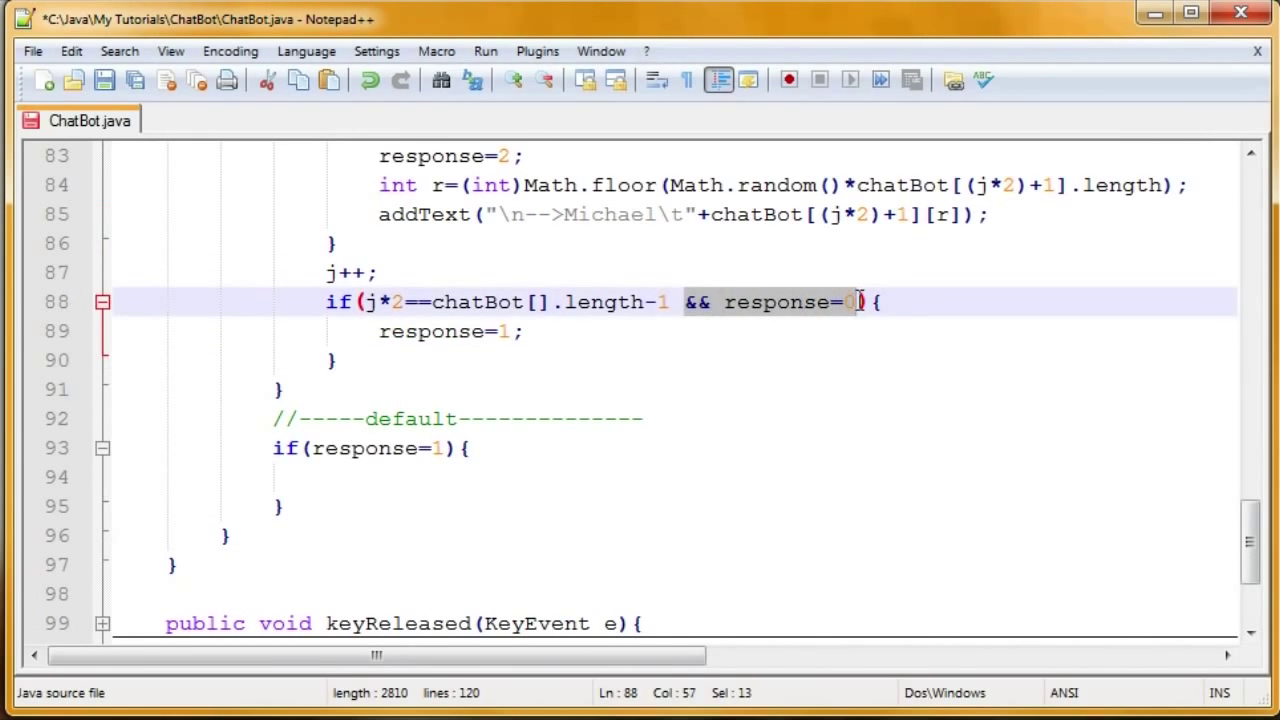 *C:\Java\My Tutorials\ChatBot\ChatBot.java - Notepad++
File Edit Search View Encoding Language Settings Macro Run Plugins Window ? X
ChatBot.java
83 response=2;
84 int r=(int)Math.floor(Math.random()*chatBot[(j*2)+1].length);
85 addText("\n-->Michael\t"+chatBot[(j*2)+1][r]);
86 }
87 j++;
88 if(j*2==chatBot[].length-1 && response=0){
89 response=1;
90 }
91 }
92 //-----default--------------
93 if(response=1){
94
95 }
96 }
97 }
98
99 public void keyReleased(KeyEvent e){
Java source file length : 2810 lines : 120 Ln : 88 Col : 57 Sel : 13 Dos\Windows ANSI INS